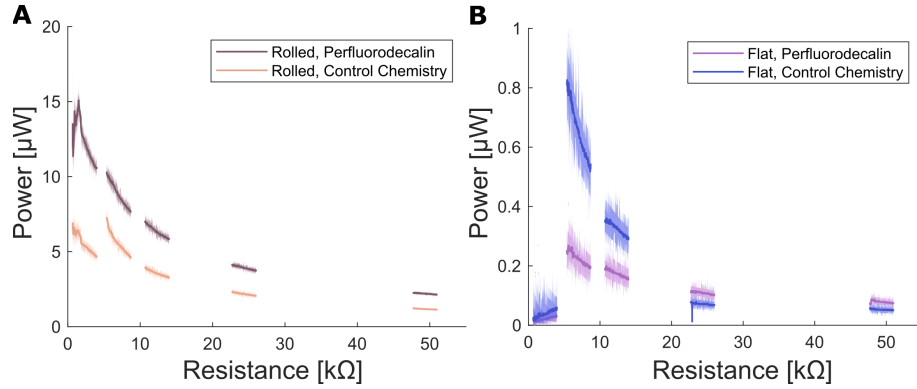 A
20
15
10
5
0
Power [µW]
Rolled, Perfluorodecalin
Rolled, Control Chemistry
0 10 20 30 40 50
Resistance [kΩ]
B
1
0.8
0.6
0.4
0.2
0
Power [µW]
Flat, Perfluorodecalin
Flat, Control Chemistry
0 10 20 30 40 50
Resistance [kΩ]